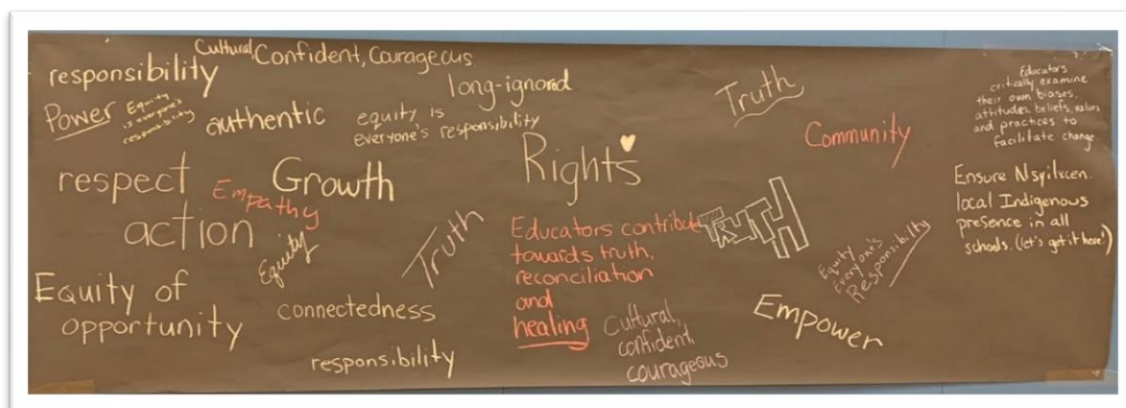 responsibility
Cultural, Confident, Courageous
long-ignored
Power
Equity
is everyone's
responsibility
authentic
equity is
everyone's responsibility
respect
Empathy
Growth
action
Equity
Truth
Equity of
opportunity
connectedness
responsibility
Rights
Educators contribute
towards truth,
reconciliation
and
healing
Cultural,
confident,
courageous
Truth
Community
TRUTH
Equity
Everyone's
Responsibility
Empower
Educators
critically examine
their own biases,
attitudes, beliefs, values
and practices to
facilitate change
Ensure Nsyilxcen
local Indigenous
presence in all
schools. (let's get it here!)